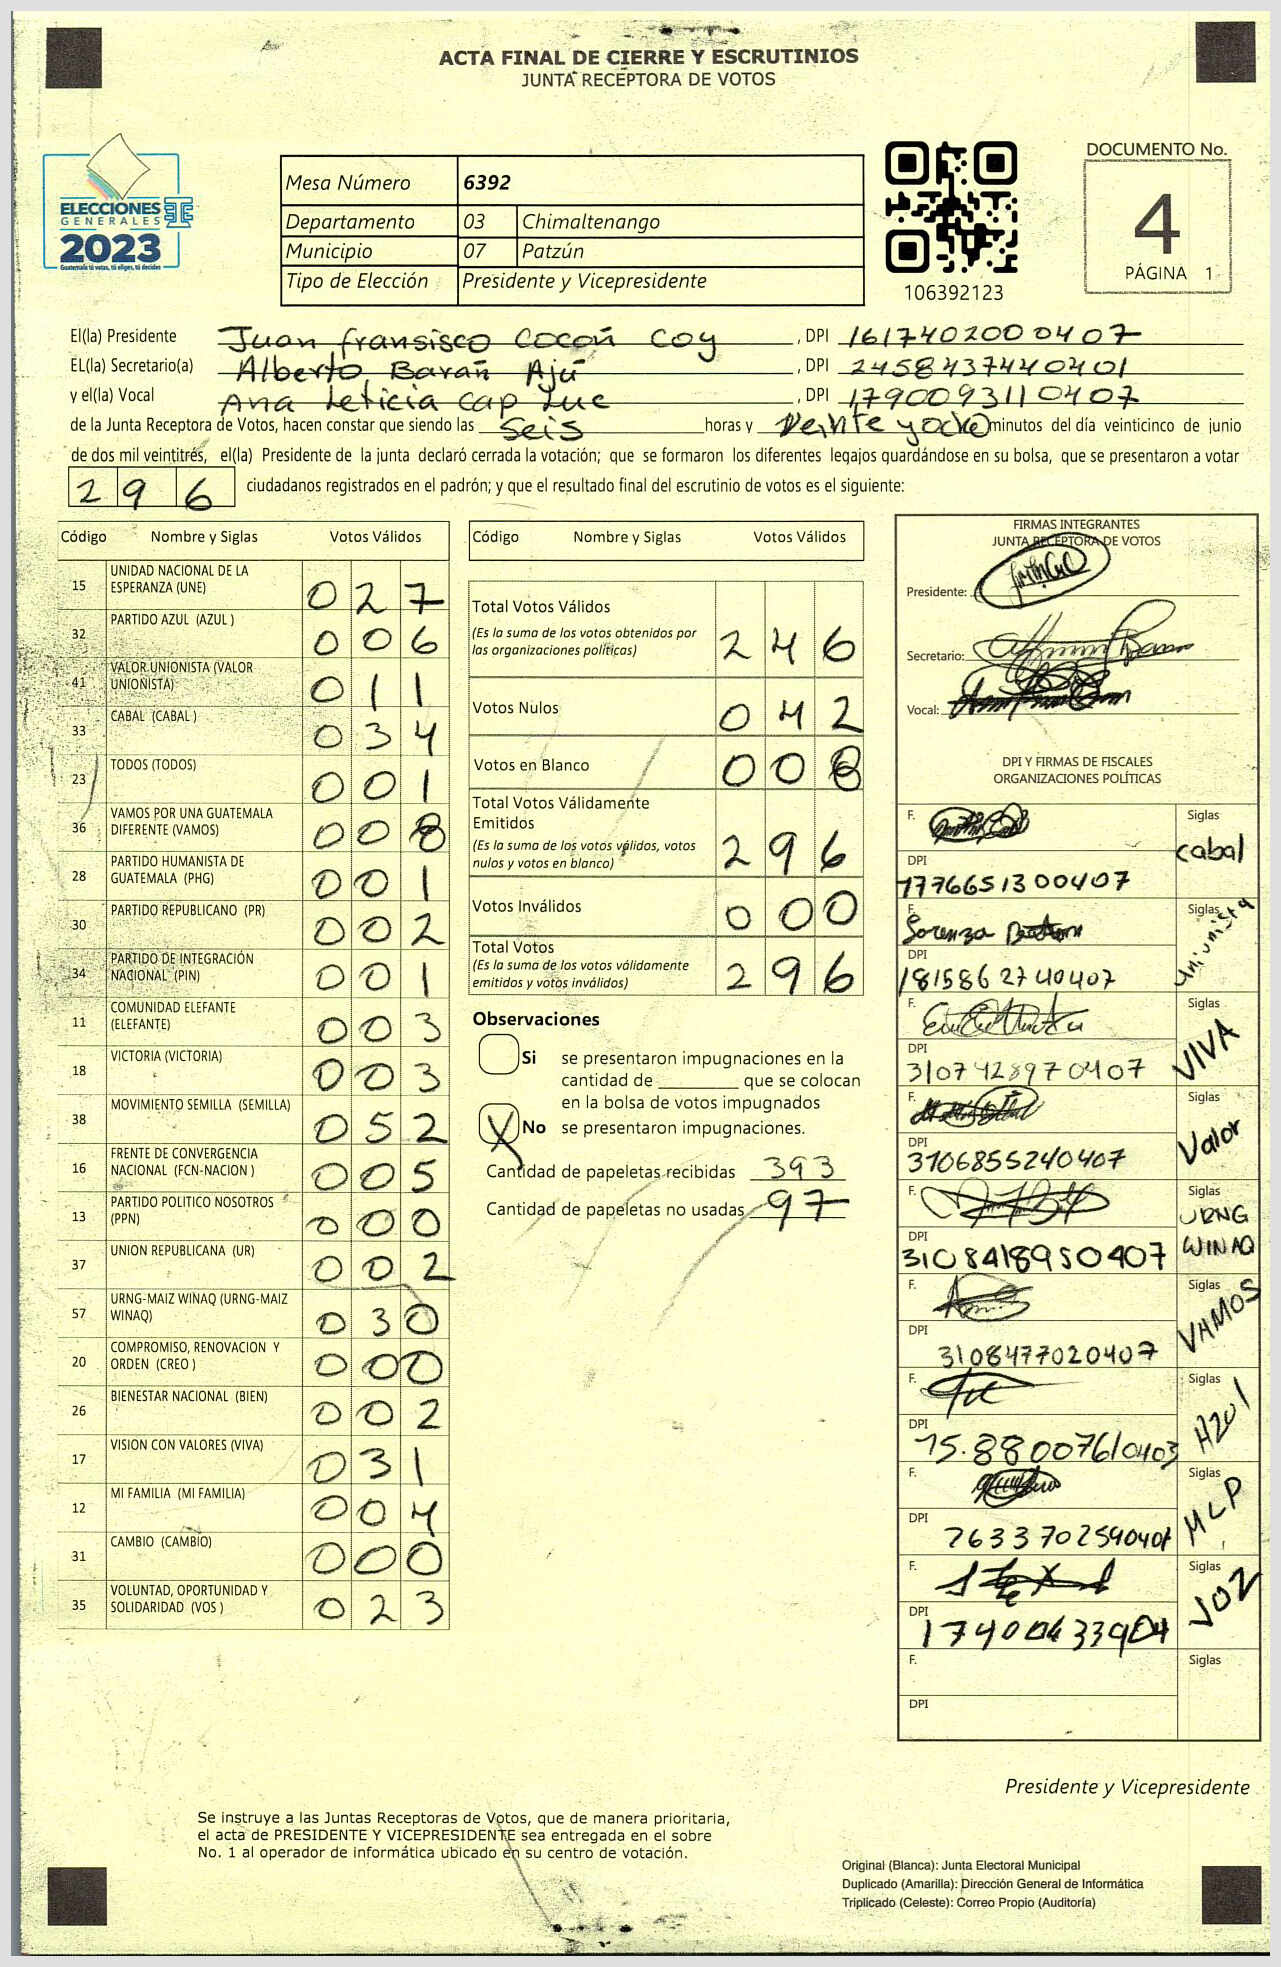 ACTA FINAL DE CIERRE Y ESCRUTINIOS
JUNTA RECEPTORA DE VOTOS
ELECCIONES
GENERALES
2023
Guatemala tú votas, tú eliges, tú decides
Mesa Número 6392
Departamento 03 Chimaltenango
Municipio 07 Patzún
Tipo de Elección Presidente y Vicepresidente
106392123
DOCUMENTO No.
4
PÁGINA 1
El(la) Presidente Juan fransisco Cocoñ Coy, DPI 1617402000407
EL(la) Secretario(a) Alberto Barañ Ajú, DPI 2458437440401
y el(la) Vocal Ana Leticia Cap Luc, DPI 1790093110407
de la Junta Receptora de Votos, hacen constar que siendo las seis horas y veinte y ocho minutos del día veinticinco de junio
de dos mil veintitrés, el(la) Presidente de la junta declaró cerrada la votación; que se formaron los diferentes legajos guardándose en su bolsa, que se presentaron a votar
296 ciudadanos registrados en el padrón; y que el resultado final del escrutinio de votos es el siguiente:
Código Nombre y Siglas Votos Válidos
15 UNIDAD NACIONAL DE LA ESPERANZA (UNE) 027
32 PARTIDO AZUL (AZUL ) 006
41 VALOR UNIONISTA (VALOR UNIONISTA) 011
33 CABAL (CABAL ) 034
23 TODOS (TODOS) 001
36 VAMOS POR UNA GUATEMALA DIFERENTE (VAMOS) 008
28 PARTIDO HUMANISTA DE GUATEMALA (PHG) 001
30 PARTIDO REPUBLICANO (PR) 002
34 PARTIDO DE INTEGRACIÓN NACIONAL (PIN) 001
11 COMUNIDAD ELEFANTE (ELEFANTE) 003
18 VICTORIA (VICTORIA) 003
38 MOVIMIENTO SEMILLA (SEMILLA) 052
16 FRENTE DE CONVERGENCIA NACIONAL (FCN-NACION ) 005
13 PARTIDO POLITICO NOSOTROS (PPN) 000
37 UNION REPUBLICANA (UR) 002
57 URNG-MAIZ WINAQ (URNG-MAIZ WINAQ) 030
20 COMPROMISO, RENOVACION Y ORDEN (CREO ) 000
26 BIENESTAR NACIONAL (BIEN) 002
17 VISION CON VALORES (VIVA) 031
12 MI FAMILIA (MI FAMILIA) 004
31 CAMBIO (CAMBIO) 000
35 VOLUNTAD, OPORTUNIDAD Y SOLIDARIDAD (VOS ) 023
Código Nombre y Siglas Votos Válidos
Total Votos Válidos 246
(Es la suma de los votos obtenidos por
las organizaciones políticas)
Votos Nulos 042
Votos en Blanco 008
Total Votos Válidamente
Emitidos 296
(Es la suma de los votos válidos, votos
nulos y votos en blanco)
Votos Inválidos 000
Total Votos 296
(Es la suma de los votos válidamente
emitidos y votos inválidos)
Observaciones
Si se presentaron impugnaciones en la
cantidad de ________ que se colocan
en la bolsa de votos impugnados
X No se presentaron impugnaciones.
Cantidad de papeletas recibidas 393
Cantidad de papeletas no usadas 97
FIRMAS INTEGRANTES
JUNTA RECEPTORA DE VOTOS
Presidente:
Secretario:
Vocal:
DPI Y FIRMAS DE FISCALES
ORGANIZACIONES POLÍTICAS
F. Siglas cabal
DPI 1776651300407
F. Lorenza Siglas Unionista
DPI 1815862740407
F. Siglas VIVA
DPI 3107428970407
F. Siglas Valor
DPI 3106855240407
F. Siglas URNG WINAQ
DPI 3108418950407
F. Siglas VAMOS
DPI 3108477020407
F. Siglas
DPI 15.88007610403
F. Siglas MLP
DPI
F. Siglas
DPI
F. Siglas
DPI
Presidente y Vicepresidente
Se instruye a las Juntas Receptoras de Votos, que de manera prioritaria,
el acta de PRESIDENTE Y VICEPRESIDENTE sea entregada en el sobre
No. 1 al operador de informática ubicado en su centro de votación.
Original (Blanca): Junta Electoral Municipal
Duplicado (Amarilla): Dirección General de Informática
Triplicado (Celeste): Correo Propio (Auditoría)